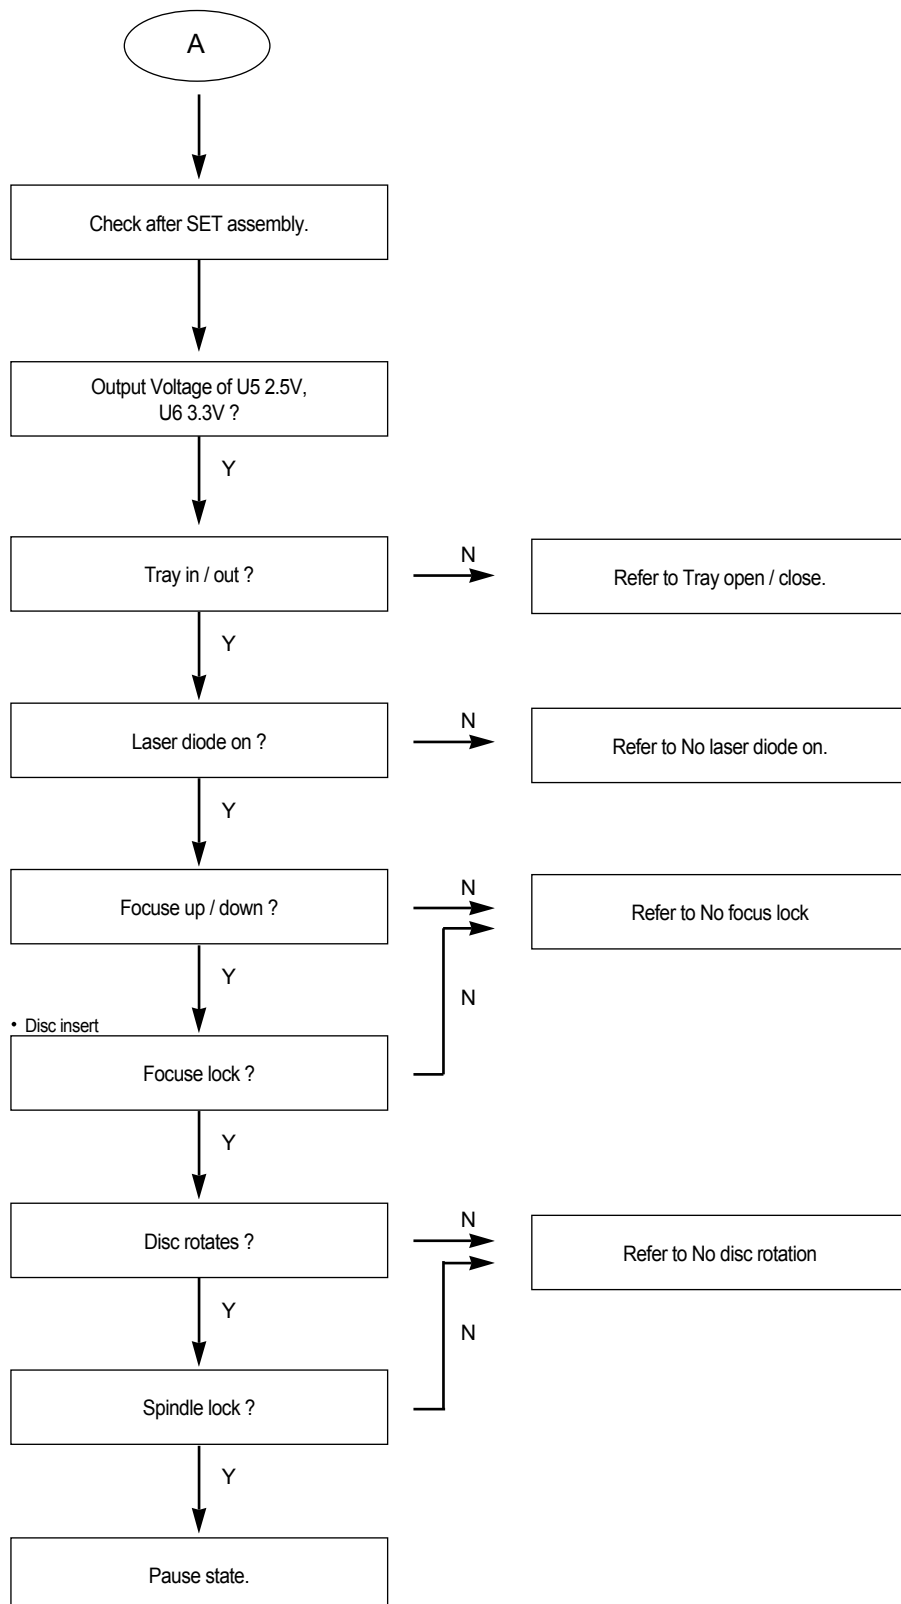 A
Check after SET assembly.
Output Voltage of U5 2.5V,
U6 3.3V ?
Y
Tray in / out ?
N
Refer to Tray open / close.
Y
Laser diode on ?
N
Refer to No laser diode on.
Y
Focuse up / down ?
N
Refer to No focus lock
Y
N
• Disc insert
Focuse lock ?
Y
Disc rotates ?
N
Refer to No disc rotation
Y
N
Spindle lock ?
Y
Pause state.